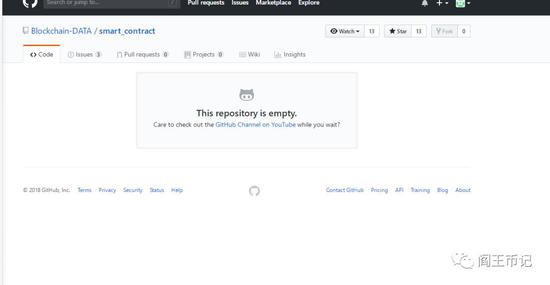 Search or jump to... / Pull requests Issues Marketplace Explore
Blockchain-DATA / smart_contract Watch 13 Star 13 Fork 0
Code Issues 3 Pull requests 0 Projects 0 Wiki Insights
This repository is empty.
Care to check out the GitHub Channel on YouTube while you wait?
© 2018 GitHub, Inc. Terms Privacy Security Status Help Contact GitHub Pricing API Training Blog About
阎王币记